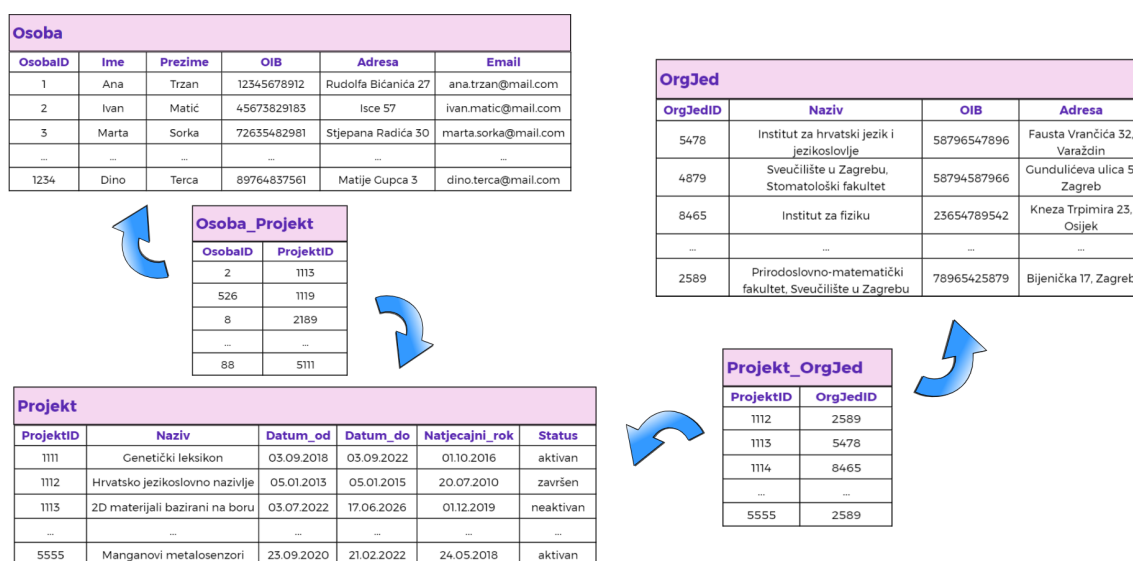 Osoba
OsobaID Ime Prezime OIB Adresa Email
1 Ana Trzan 12345678912 Rudolfa Bićanića 27 ana.trzan@mail.com
2 Ivan Matić 45673829183 Isce 57 ivan.matic@mail.com
3 Marta Sorka 72635482981 Stjepana Radića 30 marta.sorka@mail.com
... ... ... ... ... ...
1234 Dino Terca 89764837561 Matije Gupca 3 dino.terca@mail.com
OrgJed
OrgJedID Naziv OIB Adresa
5478 Institut za hrvatski jezik i jezikoslovlje 58796547896 Fausta Vrančića 32, Varaždin
4879 Sveučilište u Zagrebu, Stomatološki fakultet 58794587966 Gundulićeva ulica 5 Zagreb
8465 Institut za fiziku 23654789542 Kneza Trpimira 23, Osijek
... ... ... ...
2589 Prirodoslovno-matematički fakultet, Sveučilište u Zagrebu 78965425879 Bijenička 17, Zagreb
Osoba_Projekt
OsobaID ProjektID
2 1113
526 1119
8 2189
... ...
88 5111
Projekt_OrgJed
ProjektID OrgJedID
1112 2589
1113 5478
1114 8465
... ...
5555 2589
Projekt
ProjektID Naziv Datum_od Datum_do Natjecajni_rok Status
1111 Genetički leksikon 03.09.2018 03.09.2022 01.10.2016 aktivan
1112 Hrvatsko jezikoslovno nazivlje 05.01.2013 05.01.2015 20.07.2010 završen
1113 2D materijali bazirani na boru 03.07.2022 17.06.2026 01.12.2019 neaktivan
... ... ... ... ... ...
5555 Manganovi metalosenzori 23.09.2020 21.02.2022 24.05.2018 aktivan